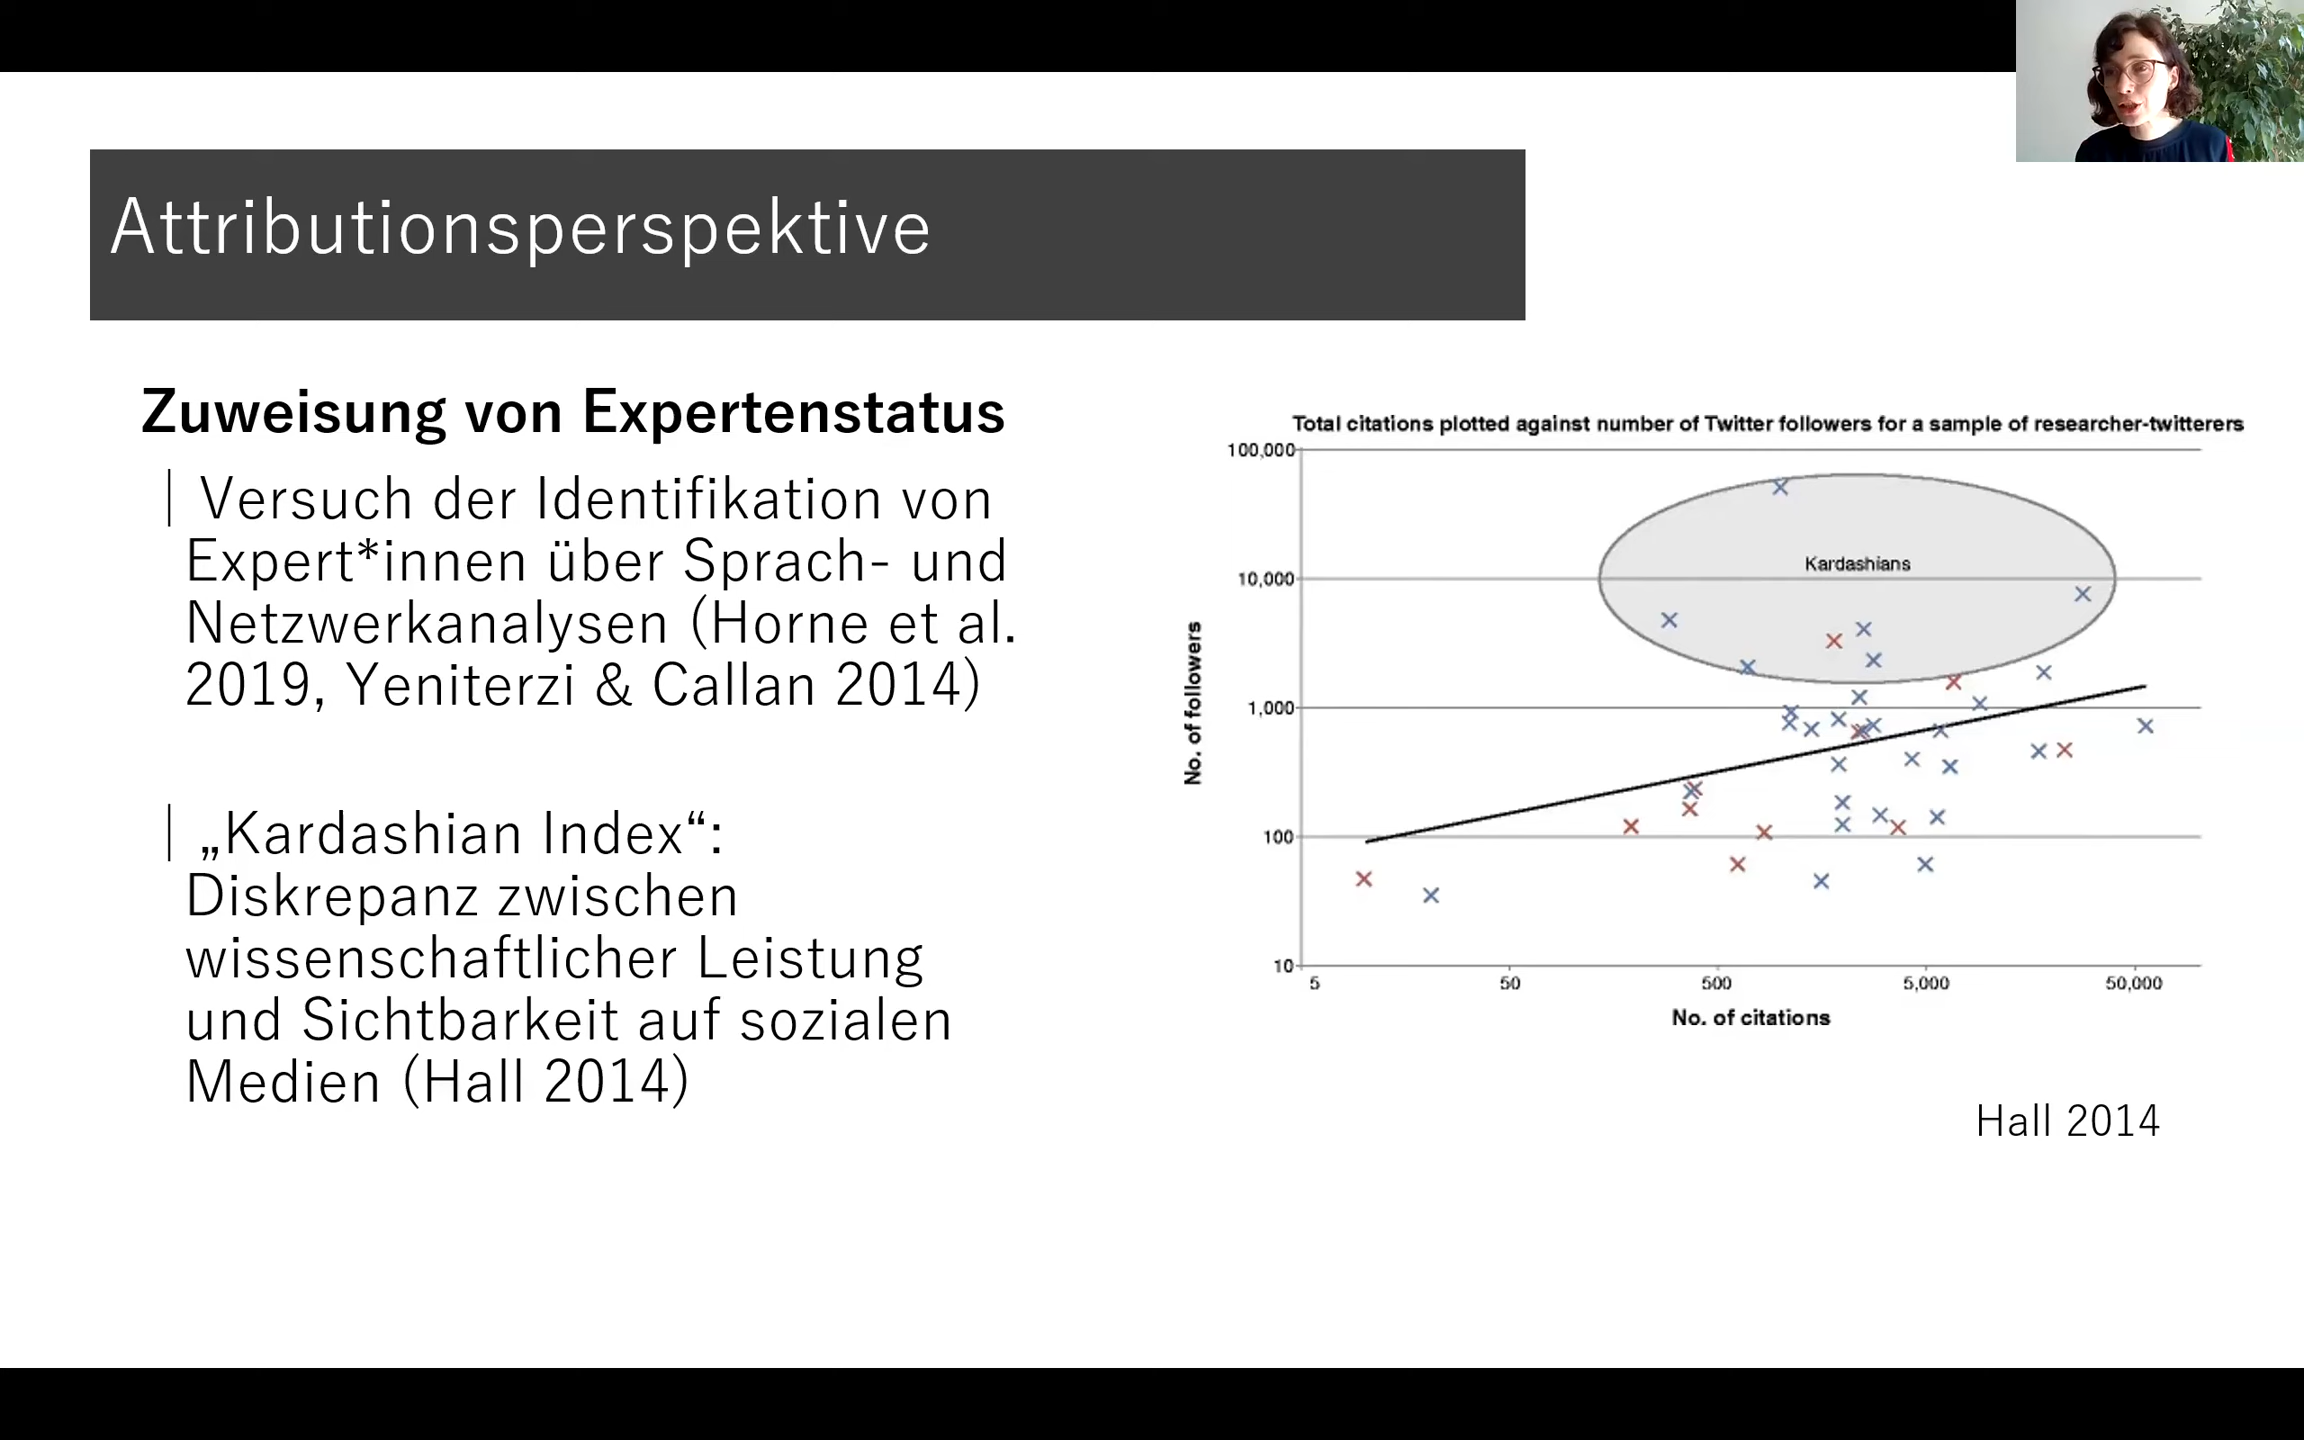 Attributionsperspektive
Zuweisung von Expertenstatus
| Versuch der Identifikation von
Expert*innen über Sprach- und
Netzwerkanalysen (Horne et al.
2019, Yeniterzi & Callan 2014)
| „Kardashian Index“:
Diskrepanz zwischen
wissenschaftlicher Leistung
und Sichtbarkeit auf sozialen
Medien (Hall 2014)
Total citations plotted against number of Twitter followers for a sample of researcher-twitterers
100,000
Kardashians
10,000
No. of followers
1,000
100
10
5 50 500 5,000 50,000
No. of citations
Hall 2014